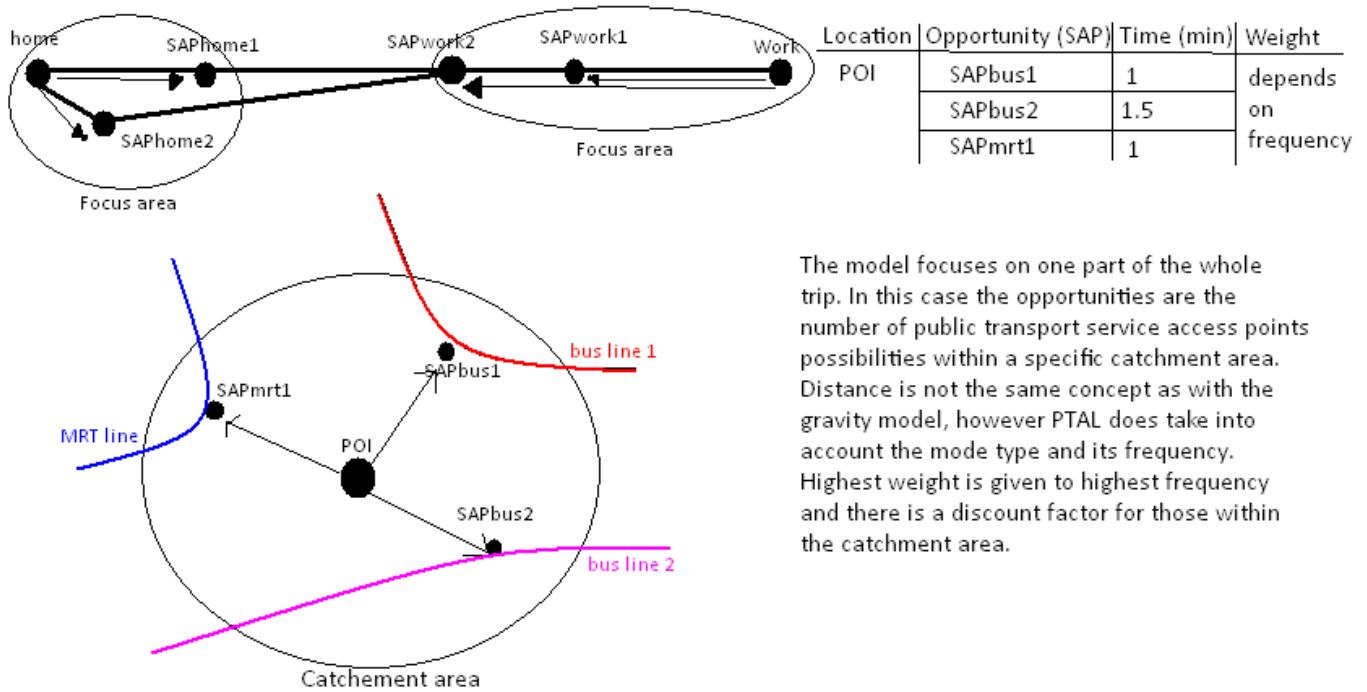 home
SAPhome1
SAPwork2
SAPwork1
Work
SAPhome2
Focus area
Focus area
Location Opportunity (SAP) Time (min) Weight
POI SAPbus1 1 depends
SAPbus2 1.5 on
SAPmrt1 1 frequency
bus line 1
SAPbus1
SAPmrt1
MRT line
POI
SAPbus2
bus line 2
Catchement area
The model focuses on one part of the whole
trip. In this case the opportunities are the
number of public transport service access points
possibilities within a specific catchment area.
Distance is not the same concept as with the
gravity model, however PTAL does take into
account the mode type and its frequency.
Highest weight is given to highest frequency
and there is a discount factor for those within
the catchment area.